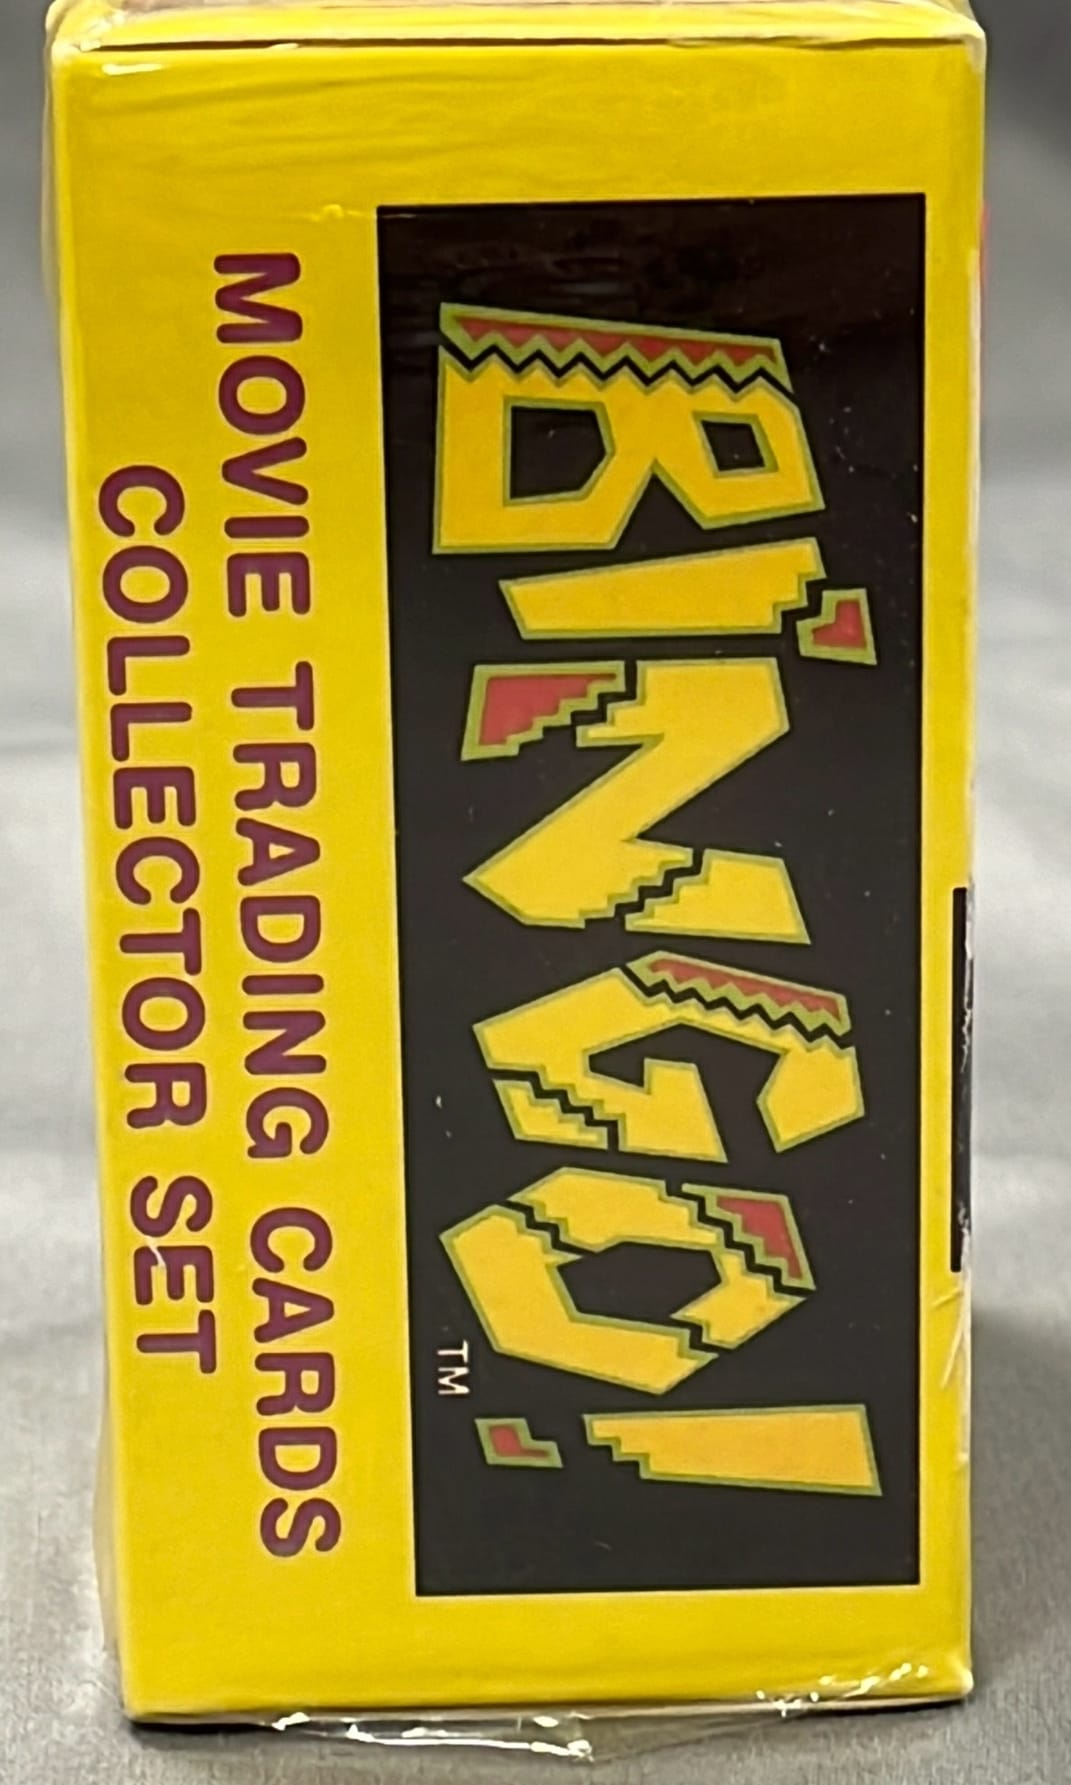 BINGO!
TM
MOVIE TRADING CARDS
COLLECTOR SET